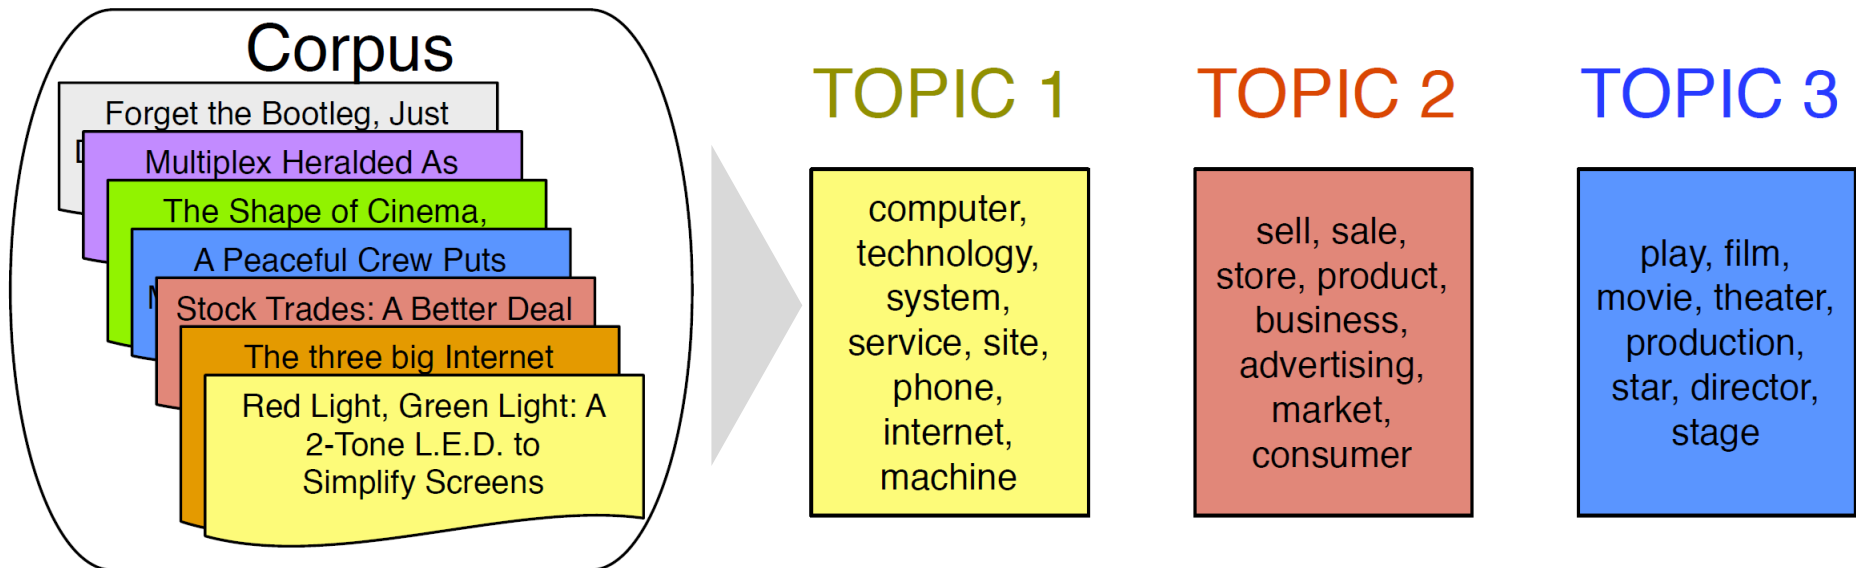 Corpus
Forget the Bootleg, Just
Multiplex Heralded As
The Shape of Cinema,
A Peaceful Crew Puts
Stock Trades: A Better Deal
The three big Internet
Red Light, Green Light: A
2-Tone L.E.D. to
Simplify Screens
TOPIC 1
computer,
technology,
system,
service, site,
phone,
internet,
machine
TOPIC 2
sell, sale,
store, product,
business,
advertising,
market,
consumer
TOPIC 3
play, film,
movie, theater,
production,
star, director,
stage